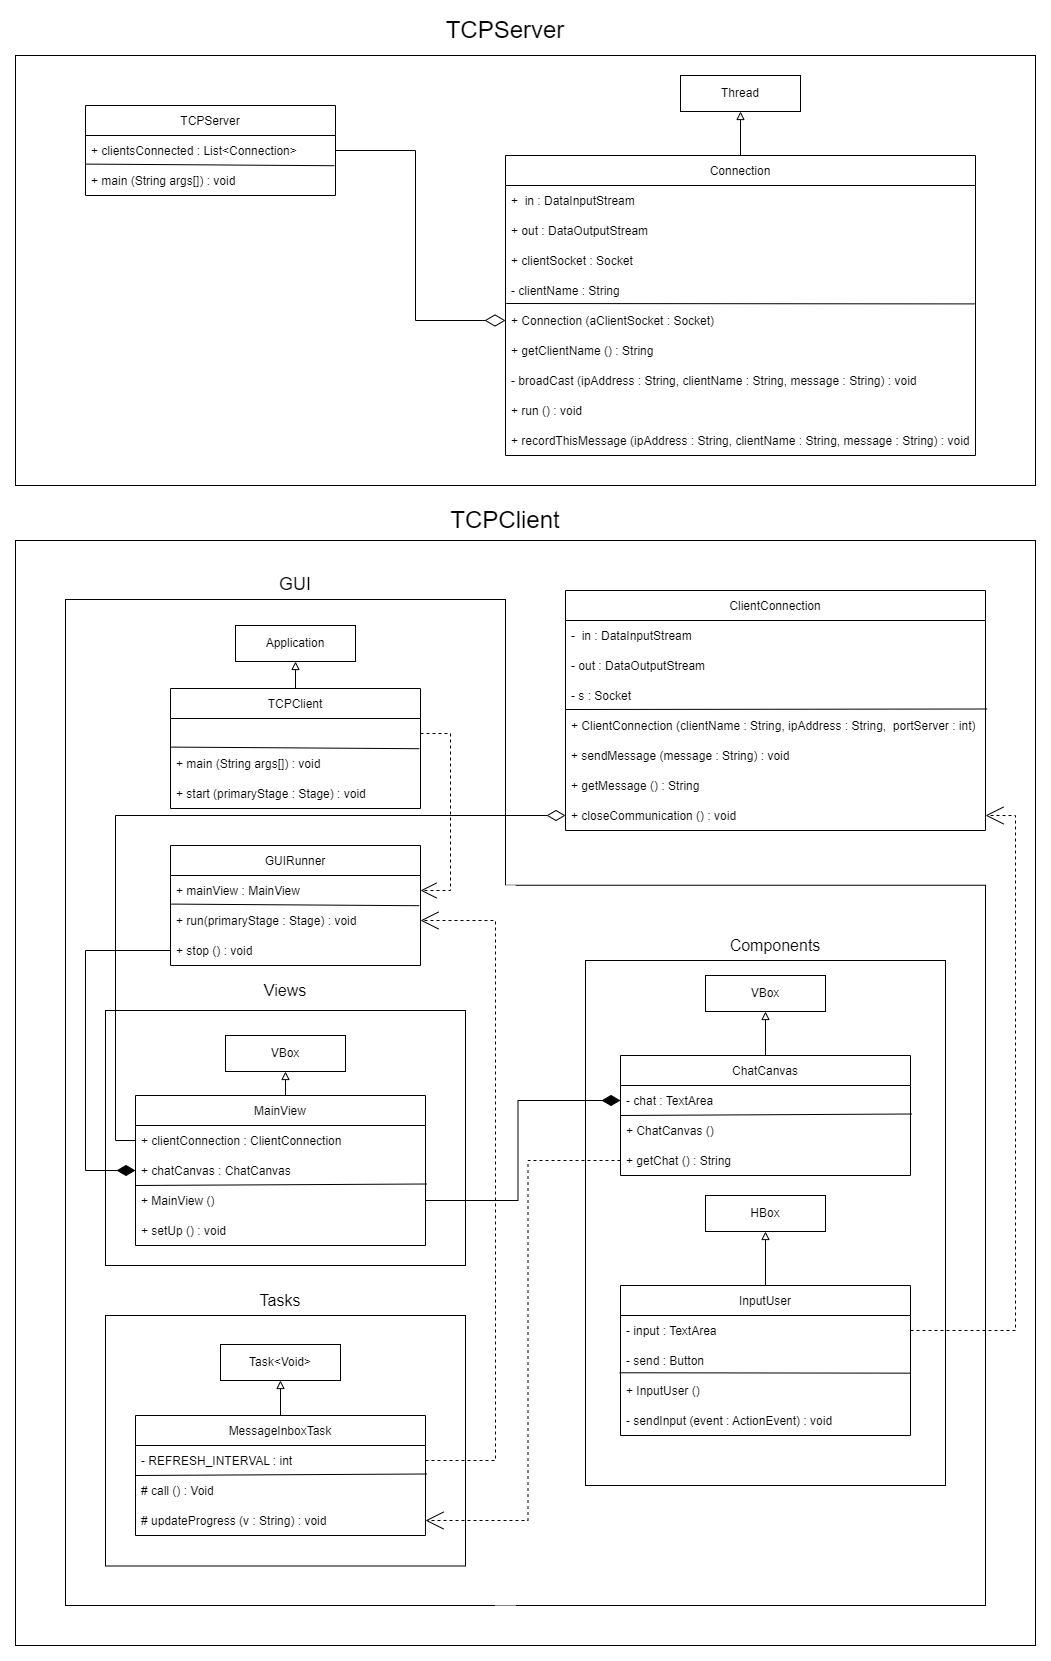 TCPServer
Thread
TCPServer
+ clientsConnected : List<Connection>
+ main (String args[]) : void
Connection
+  in : DataInputStream
+ out : DataOutputStream
+ clientSocket : Socket
- clientName : String
+ Connection (aClientSocket : Socket)
+ getClientName () : String
- broadCast (ipAddress : String, clientName : String, message : String) : void
+ run () : void
+ recordThisMessage (ipAddress : String, clientName : String, message : String) : void
TCPClient
GUI
Application
TCPClient
+ main (String args[]) : void
+ start (primaryStage : Stage) : void
ClientConnection
-  in : DataInputStream
- out : DataOutputStream
- s : Socket
+ ClientConnection (clientName : String, ipAddress : String,  portServer : int)
+ sendMessage (message : String) : void
+ getMessage () : String
+ closeCommunication () : void
GUIRunner
+ mainView : MainView
+ run(primaryStage : Stage) : void
+ stop () : void
Views
VBox
MainView
+ clientConnection : ClientConnection
+ chatCanvas : ChatCanvas
+ MainView ()
+ setUp () : void
Components
VBox
ChatCanvas
- chat : TextArea
+ ChatCanvas ()
+ getChat () : String
HBox
InputUser
- input : TextArea
- send : Button
+ InputUser ()
- sendInput (event : ActionEvent) : void
Tasks
Task<Void>
MessageInboxTask
- REFRESH_INTERVAL : int
# call () : Void
# updateProgress (v : String) : void